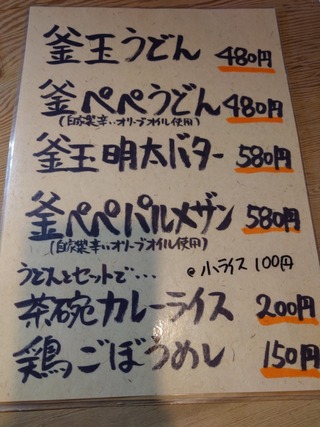 釜玉うどん 480円
釜ペペうどん 480円
(自家製辛いオリーブオイル使用)
釜玉明太バター 580円
釜ペペパルメザン 580円
(自家製辛いオリーブオイル使用)
うどんとセットで・・・ @小ライス 100円
茶碗カレーライス 200円
鶏ごぼうめし 150円